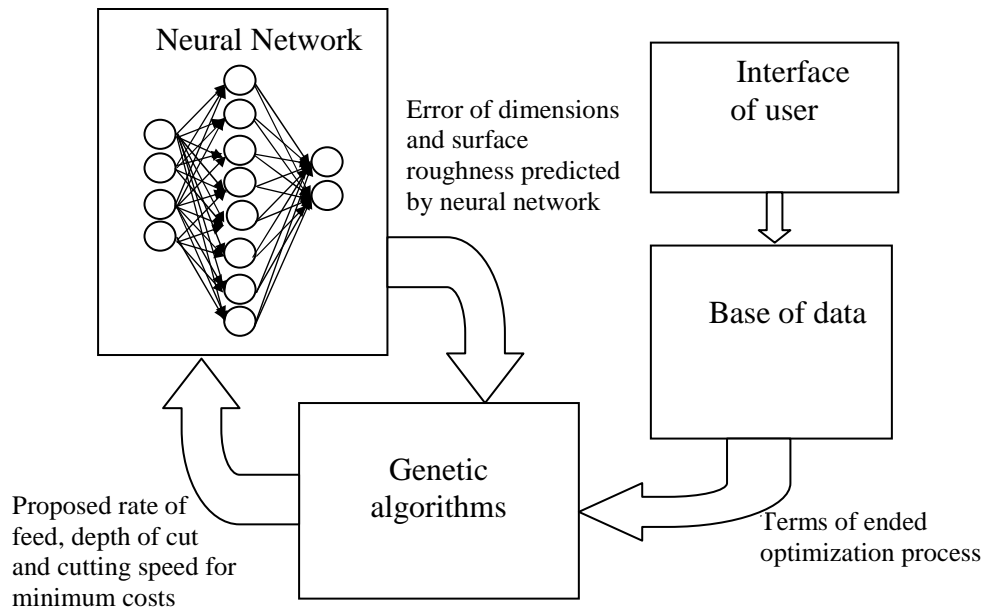 Neural Network
Error of dimensions
and surface
roughness predicted
by neural network
Interface
of user
Base of data
Genetic
algorithms
Proposed rate of
feed, depth of cut
and cutting speed for
minimum costs
Terms of ended
optimization process